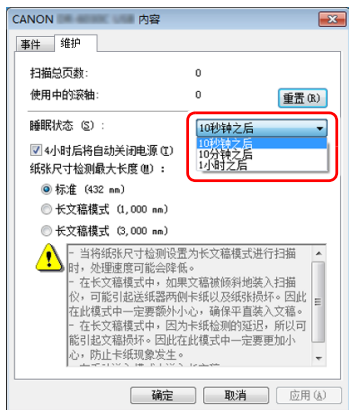 CANON USB 内容
事件 维护
扫描总页数: 0
使用中的滚轴: 0 重置(R)
睡眠状态 (S) : 10秒钟之后
10秒钟之后
10分钟之后
1小时之后
4小时后将自动关闭电源(T)
纸张尺寸检测最大长度(M) :
标准 (432 mm)
长文稿模式 (1,000 mm)
长文稿模式 (3,000 mm)
- 当将纸张尺寸检测设置为长文稿模式进行扫描
时，处理速度可能会降低。
- 在长文稿模式中，如果文稿被倾斜地装入扫描
仪，可能引起送纸器两侧卡纸以及纸张损坏。因此
在此模式中一定要额外小心，确保平直装入文稿。
- 在长文稿模式中，因为卡纸检测的延迟，所以可
能引起文稿损坏。因此在此模式中一定要更加小
心，防止卡纸现象发生。
确定 取消 应用(A)